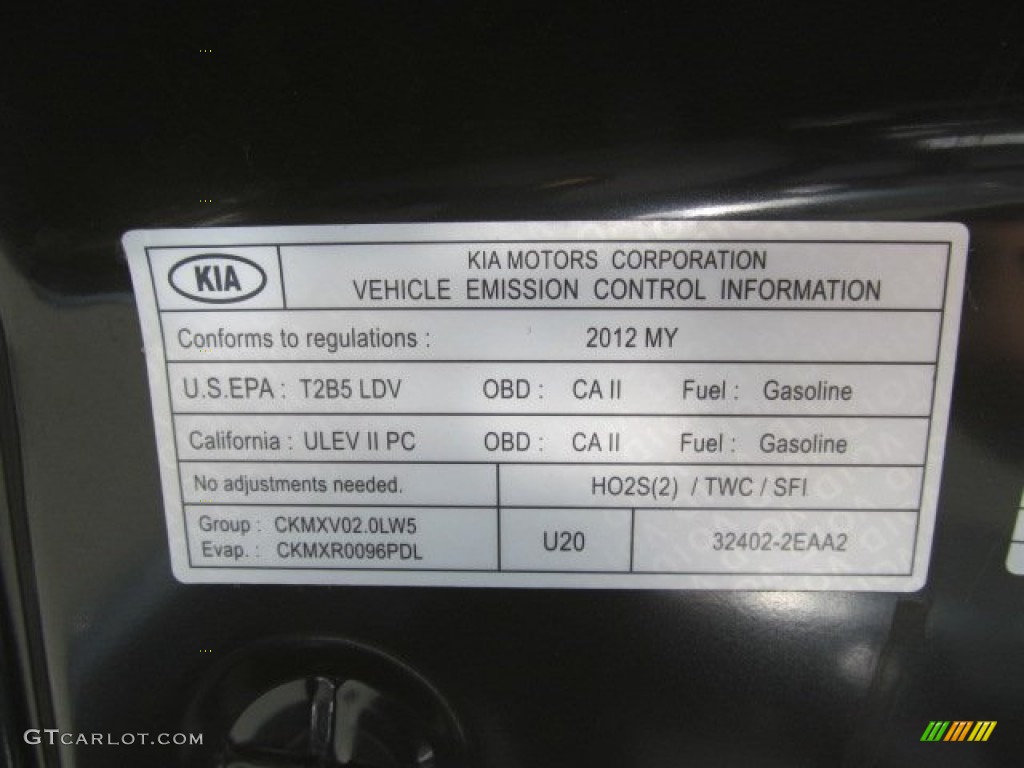 KIA
KIA MOTORS CORPORATION
VEHICLE EMISSION CONTROL INFORMATION
Conforms to regulations : 2012 MY
U.S.EPA : T2B5 LDV OBD : CA II Fuel : Gasoline
California : ULEV II PC OBD : CA II Fuel : Gasoline
No adjustments needed. HO2S(2) / TWC / SFI
Group : CKMXV02.0LW5
Evap. : CKMXR0096PDL
U20 32402-2EAA2
GTCARLOT.COM